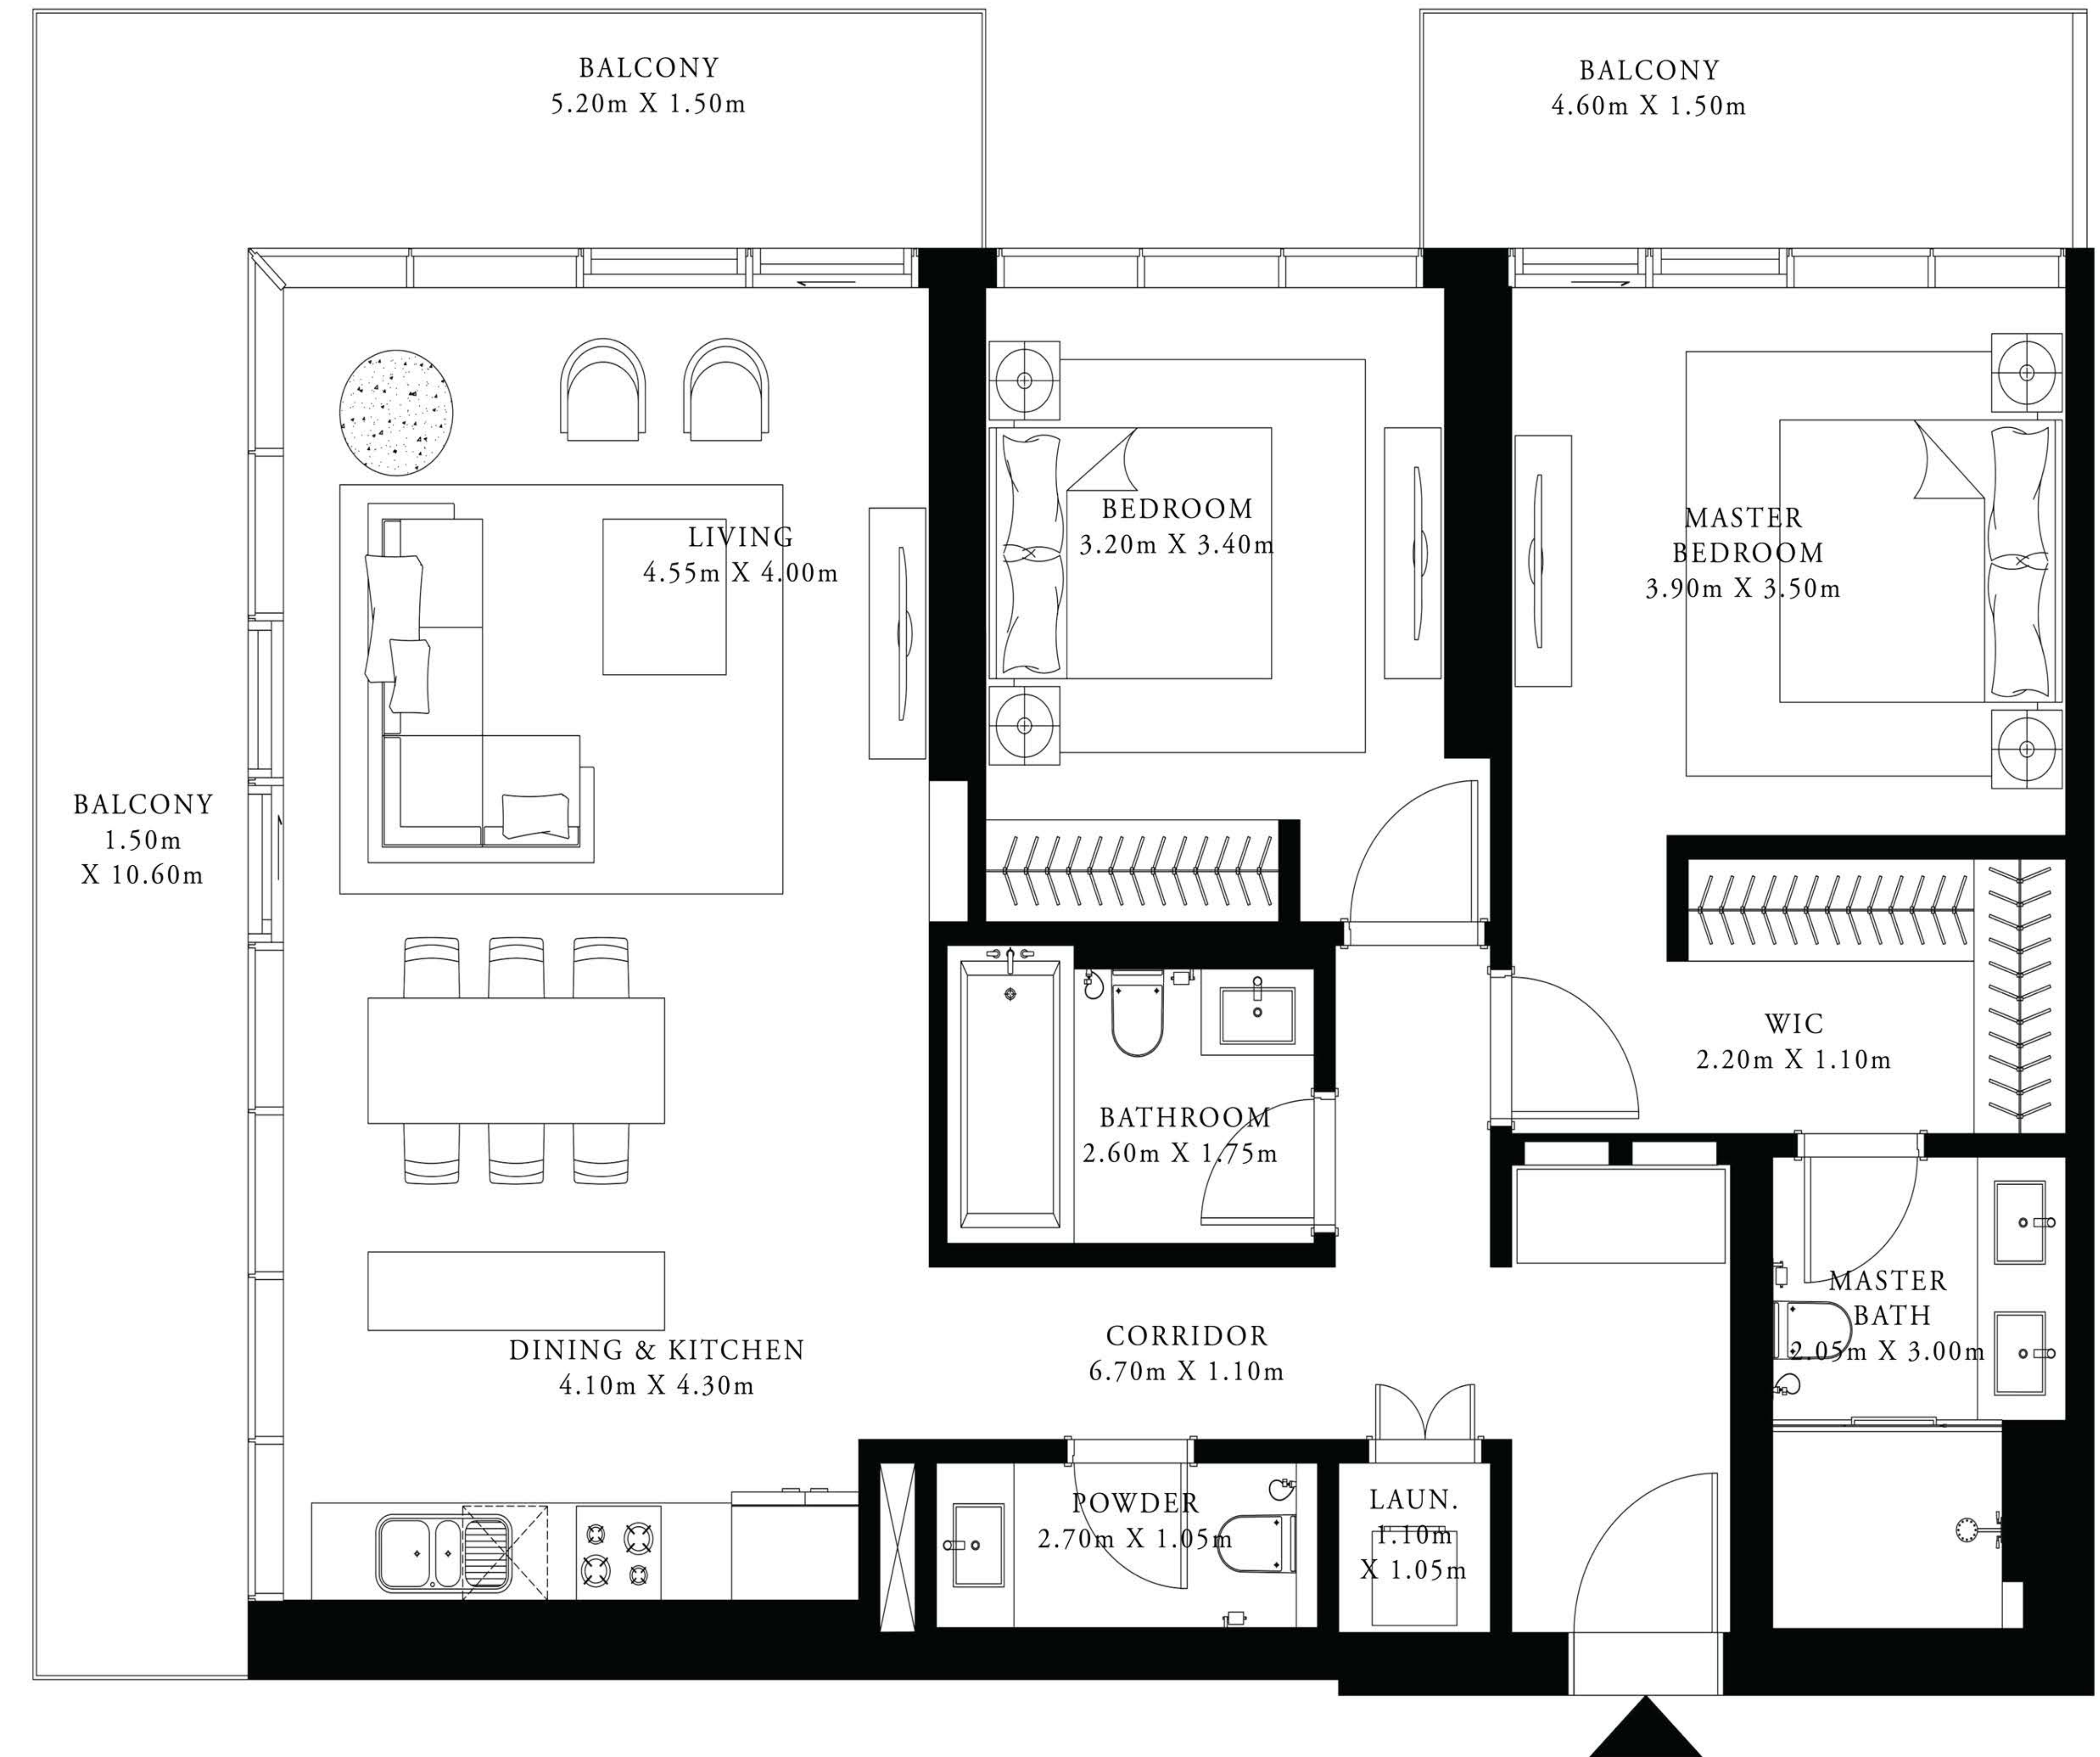 BALCONY
5.20m X 1.50m
BALCONY
4.60m X 1.50m
LIVING
4.55m X 4.00m
BEDROOM
3.20m X 3.40m
MASTER
BEDROOM
3.90m X 3.50m
BALCONY
1.50m
X 10.60m
WIC
2.20m X 1.10m
BATHROOM
2.60m X 1.75m
MASTER
BATH
2.05m X 3.00m
DINING & KITCHEN
4.10m X 4.30m
CORRIDOR
6.70m X 1.10m
POWDER
2.70m X 1.05m
LAUN.
1.10m
X 1.05m